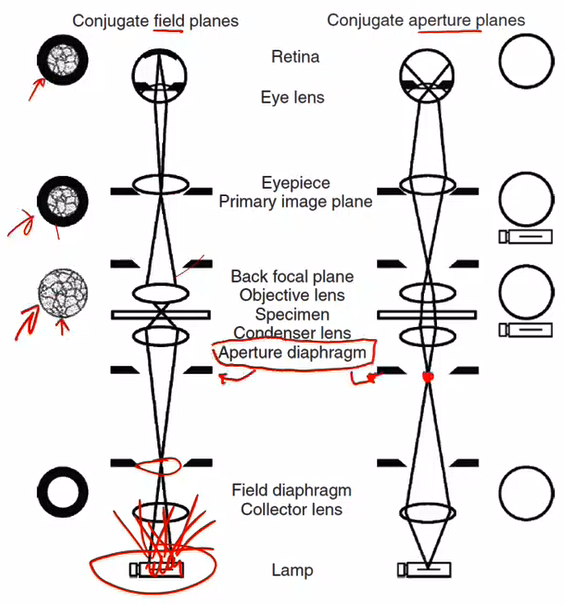 Conjugate field planes
Conjugate aperture planes
Retina
Eye lens
Eyepiece
Primary image plane
Back focal plane
Objective lens
Specimen
Condenser lens
Aperture diaphragm
Field diaphragm
Collector lens
Lamp